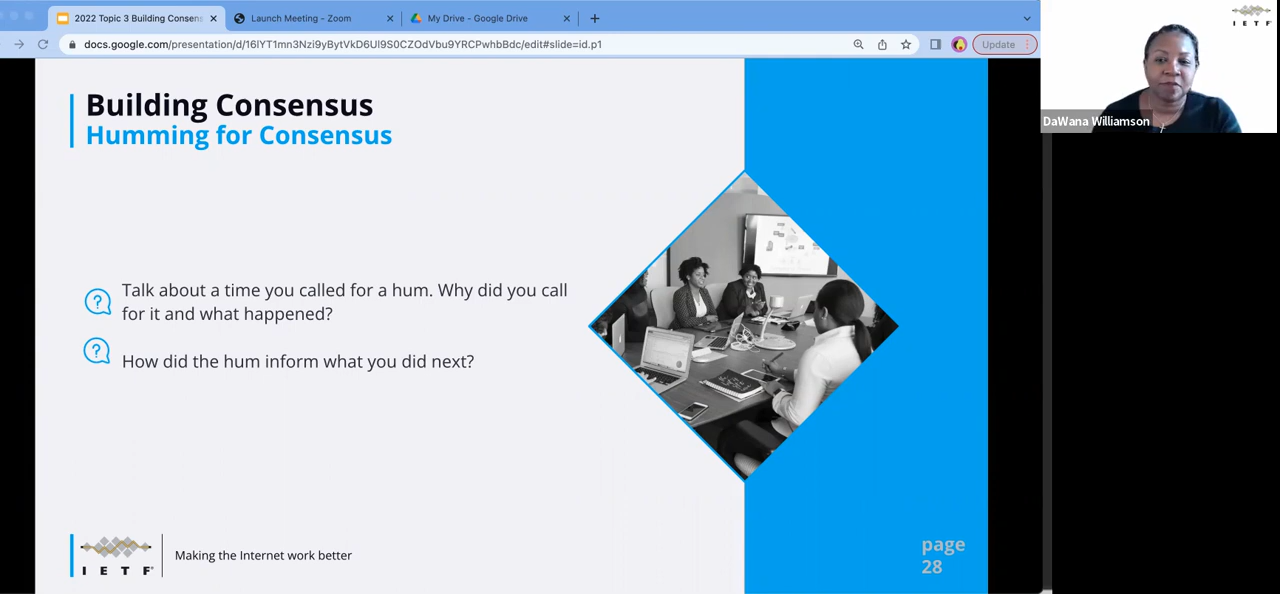 2022 Topic 3 Building Consens
Launch Meeting - Zoom
My Drive - Google Drive
docs.google.com/presentation/d/16lYT1mn3Nzi9yBytVkD6Ul9S0CZOdVbu9YRCPwhbBdc/edit#slide=id.p1
Update
IETF
DaWana Williamson
Building Consensus
Humming for Consensus
Talk about a time you called for a hum. Why did you call
for it and what happened?
How did the hum inform what you did next?
IETF
Making the Internet work better
page
28